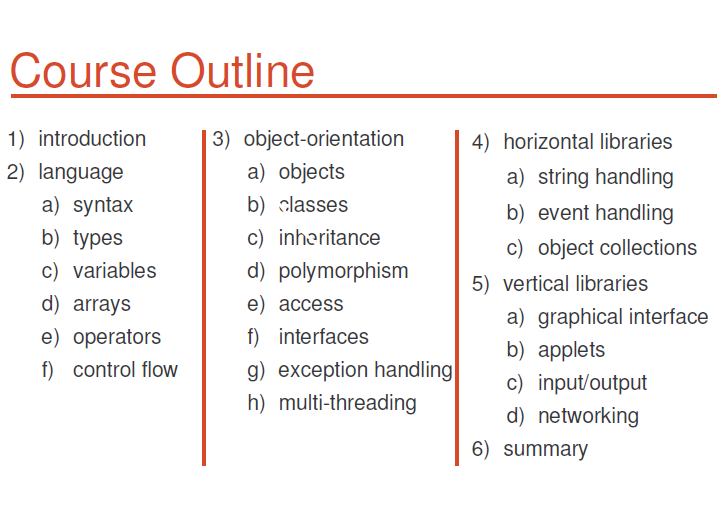 Course Outline
1) introduction
2) language
a) syntax
b) types
c) variables
d) arrays
e) operators
f) control flow
3) object-orientation
a) objects
b) classes
c) inheritance
d) polymorphism
e) access
f) interfaces
g) exception handling
h) multi-threading
4) horizontal libraries
a) string handling
b) event handling
c) object collections
5) vertical libraries
a) graphical interface
b) applets
c) input/output
d) networking
6) summary